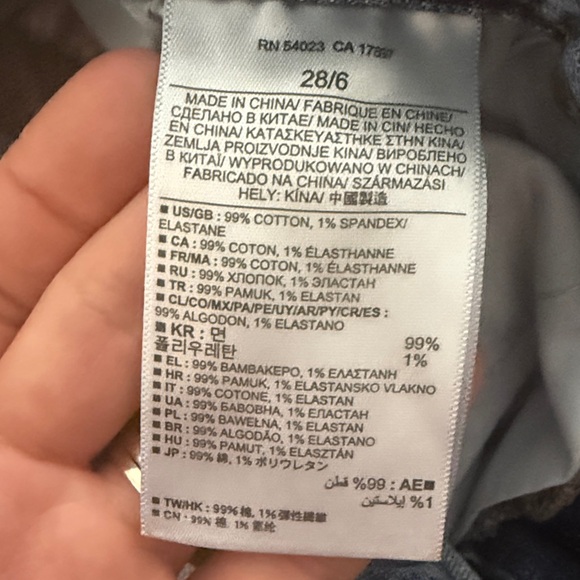 RN 54023 CA 17897
28/6
MADE IN CHINA/ FABRIQUE EN CHINE/
СДЕЛАНО В КИТАЕ/ MADE IN CIN/ HECHO
EN CHINA/ ΚΑΤΑΣΚΕΥΑΣΤΗΚΕ ΣΤΗΝ ΚΙΝΑ/
ZEMLJA PROIZVODNJE KINA/ ВИРОБЛЕНО
В КИТАЇ/ WYPRODUKOWANO W CHINACH/
FABRICADO NA CHINA/ SZÁRMAZÁSI
HELY: KÍNA/ 中國製造
■ US/GB : 99% COTTON, 1% SPANDEX/
ELASTANE
■ CA : 99% COTON, 1% ÉLASTHANNE
■ FR/MA : 99% COTON, 1% ÉLASTHANNE
■ RU : 99% ХЛОПОК, 1% ЭЛАСТАН
■ TR : 99% PAMUK, 1% ELASTAN
■ CL/CO/MX/PA/PE/UY/AR/PY/CR/ES :
99% ALGODON, 1% ELASTANO
■ KR : 면 99%
폴리우레탄 1%
■ EL : 99% ΒΑΜΒΑΚΕΡΟ, 1% ΕΛΑΣΤΑΝΗ
■ HR : 99% PAMUK, 1% ELASTANSKO VLAKNO
■ IT : 99% COTONE, 1% ELASTAN
■ UA : 99% БАВОВНА, 1% ЕЛАСТАН
■ PL : 99% BAWEŁNA, 1% ELASTAN
■ BR : 99% ALGODÃO, 1% ELASTANO
■ HU : 99% PAMUT, 1% ELASZTÁN
■ JP : 99% 綿, 1% ポリウレタン
■AE : 99% قطن
1% إيلاستين
■ TW/HK : 99% 棉, 1% 彈性纖維
■ CN : 99% 棉, 1% 氨纶